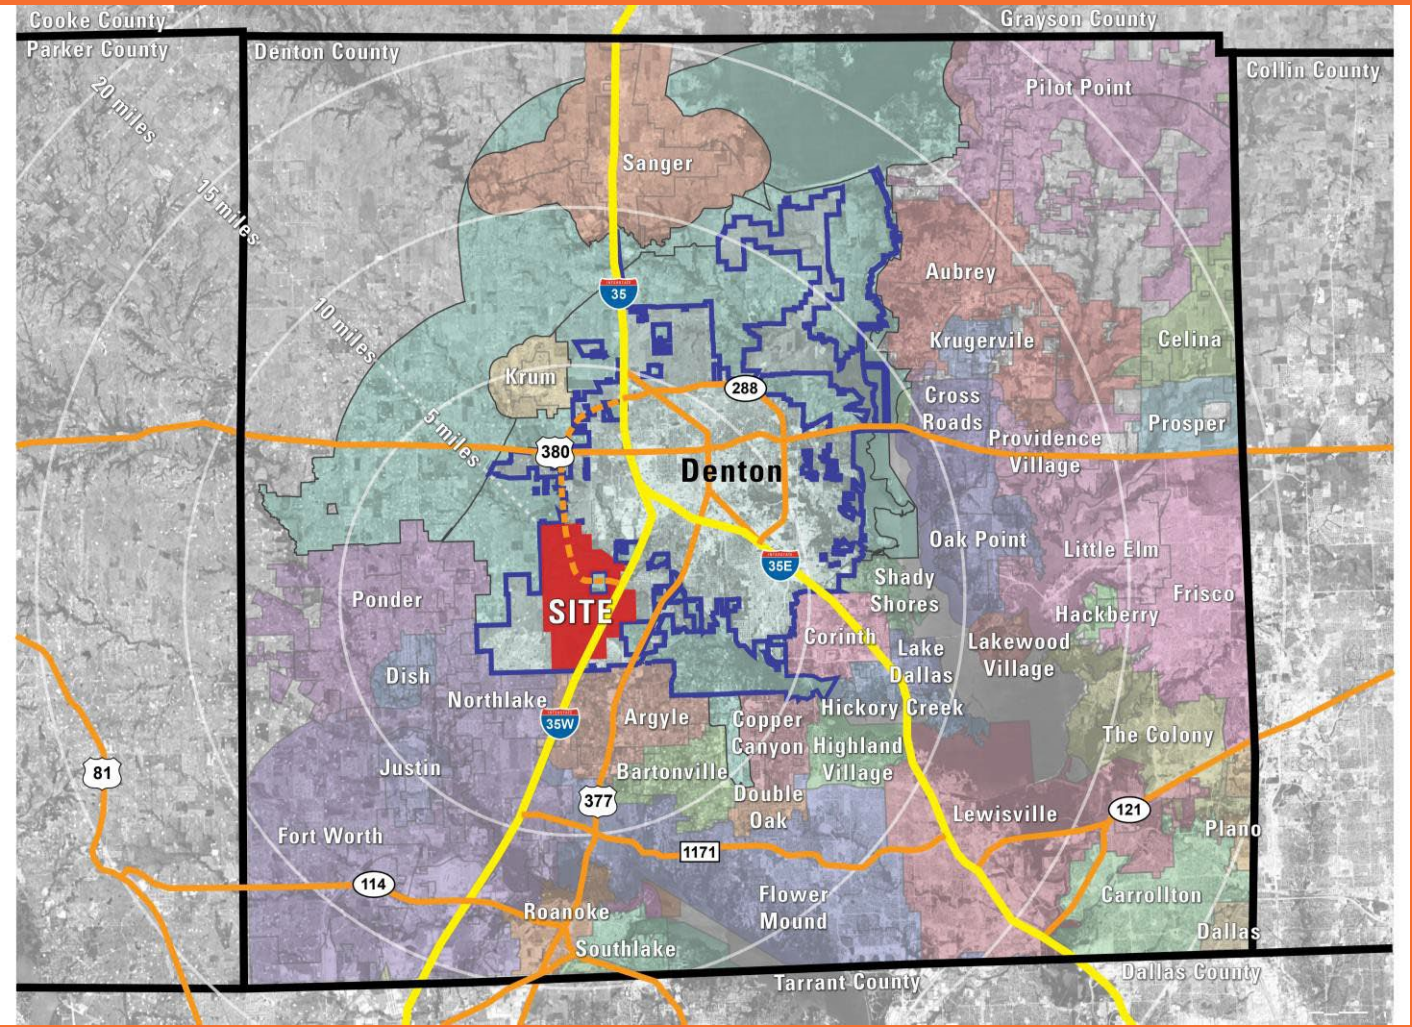 Cooke County
Grayson County
Parker County
Denton County
Collin County
20 miles
Pilot Point
Sanger
15 miles
Aubrey
INTERSTATE
35
10 miles
Krugervile
Celina
Krum
288
Cross
Roads
5 miles
Prosper
380
Providence
Village
Denton
Oak Point
Little Elm
INTERSTATE
35E
Shady
Shores
Ponder
Frisco
SITE
Hackberry
Corinth
Lakewood
Village
Lake
Dallas
Dish
Northlake
Hickory Creek
INTERSTATE
35W
Argyle
Copper
Canyon
Highland
Village
The Colony
Justin
Bartonville
81
377
Double
Oak
Lewisville
121
Plano
Fort Worth
1171
114
Flower
Mound
Carrollton
Roanoke
Dallas
Southlake
Tarrant County
Dallas County